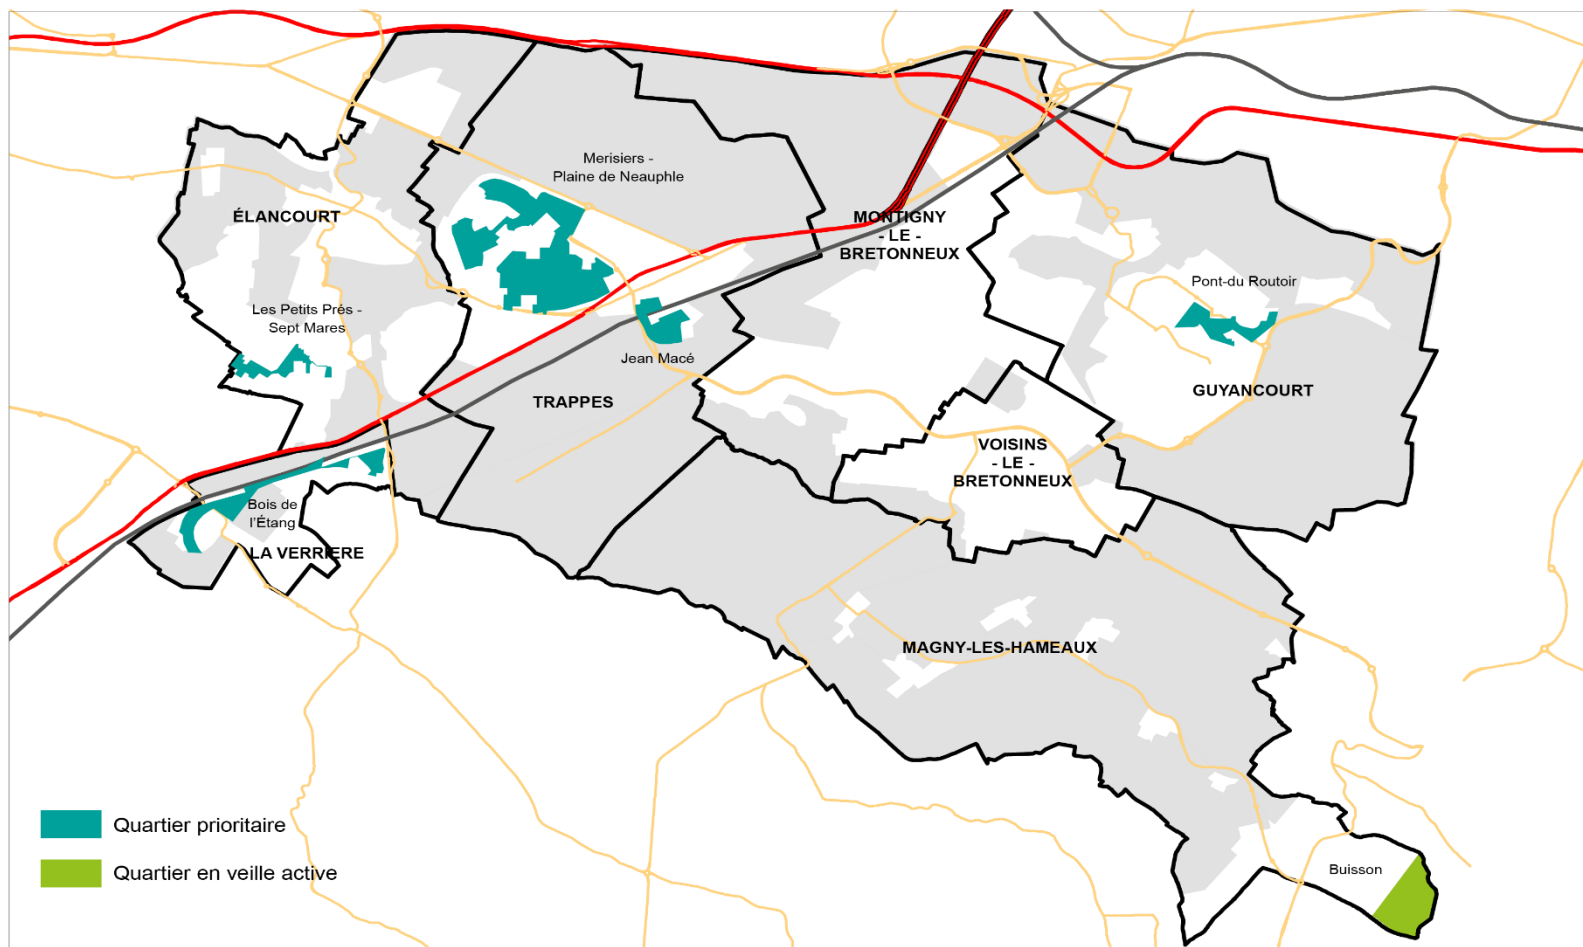 Merisiers -
Plaine de Neauphle
ÉLANCOURT
MONTIGNY
- LE -
BRETONNEUX
Pont-du Routoir
Les Petits Prés -
Sept Mares
Jean Macé
GUYANCOURT
TRAPPES
VOISINS
- LE -
BRETONNEUX
Bois de
l'Étang
LA VERRIERE
MAGNY-LES-HAMEAUX
Quartier prioritaire
Quartier en veille active
Buisson